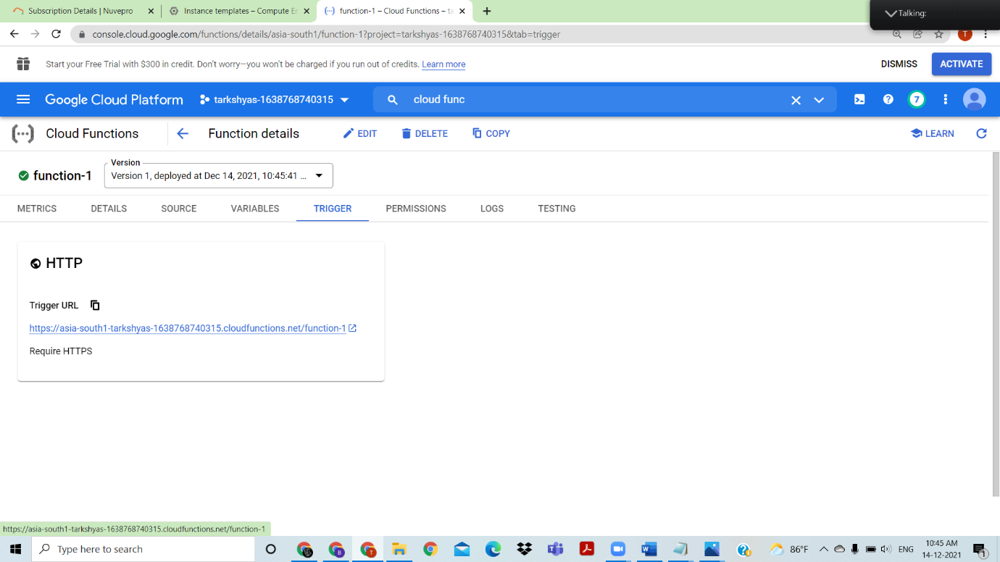 Subscription Details | Nuvepro
Instance templates – Compute En
function-1 – Cloud Functions – ta
Talking:
console.cloud.google.com/functions/details/asia-south1/function-1?project=tarkshyas-1638768740315&tab=trigger
T
Start your Free Trial with $300 in credit. Don't worry—you won't be charged if you run out of credits. Learn more
DISMISS
ACTIVATE
Google Cloud Platform
tarkshyas-1638768740315
cloud func
7
Cloud Functions
Function details
EDIT
DELETE
COPY
LEARN
function-1
Version
Version 1, deployed at Dec 14, 2021, 10:45:41 ...
METRICS
DETAILS
SOURCE
VARIABLES
TRIGGER
PERMISSIONS
LOGS
TESTING
HTTP
Trigger URL
https://asia-south1-tarkshyas-1638768740315.cloudfunctions.net/function-1
Require HTTPS
https://asia-south1-tarkshyas-1638768740315.cloudfunctions.net/function-1
Type here to search
86°F
ENG
10:45 AM
14-12-2021
1